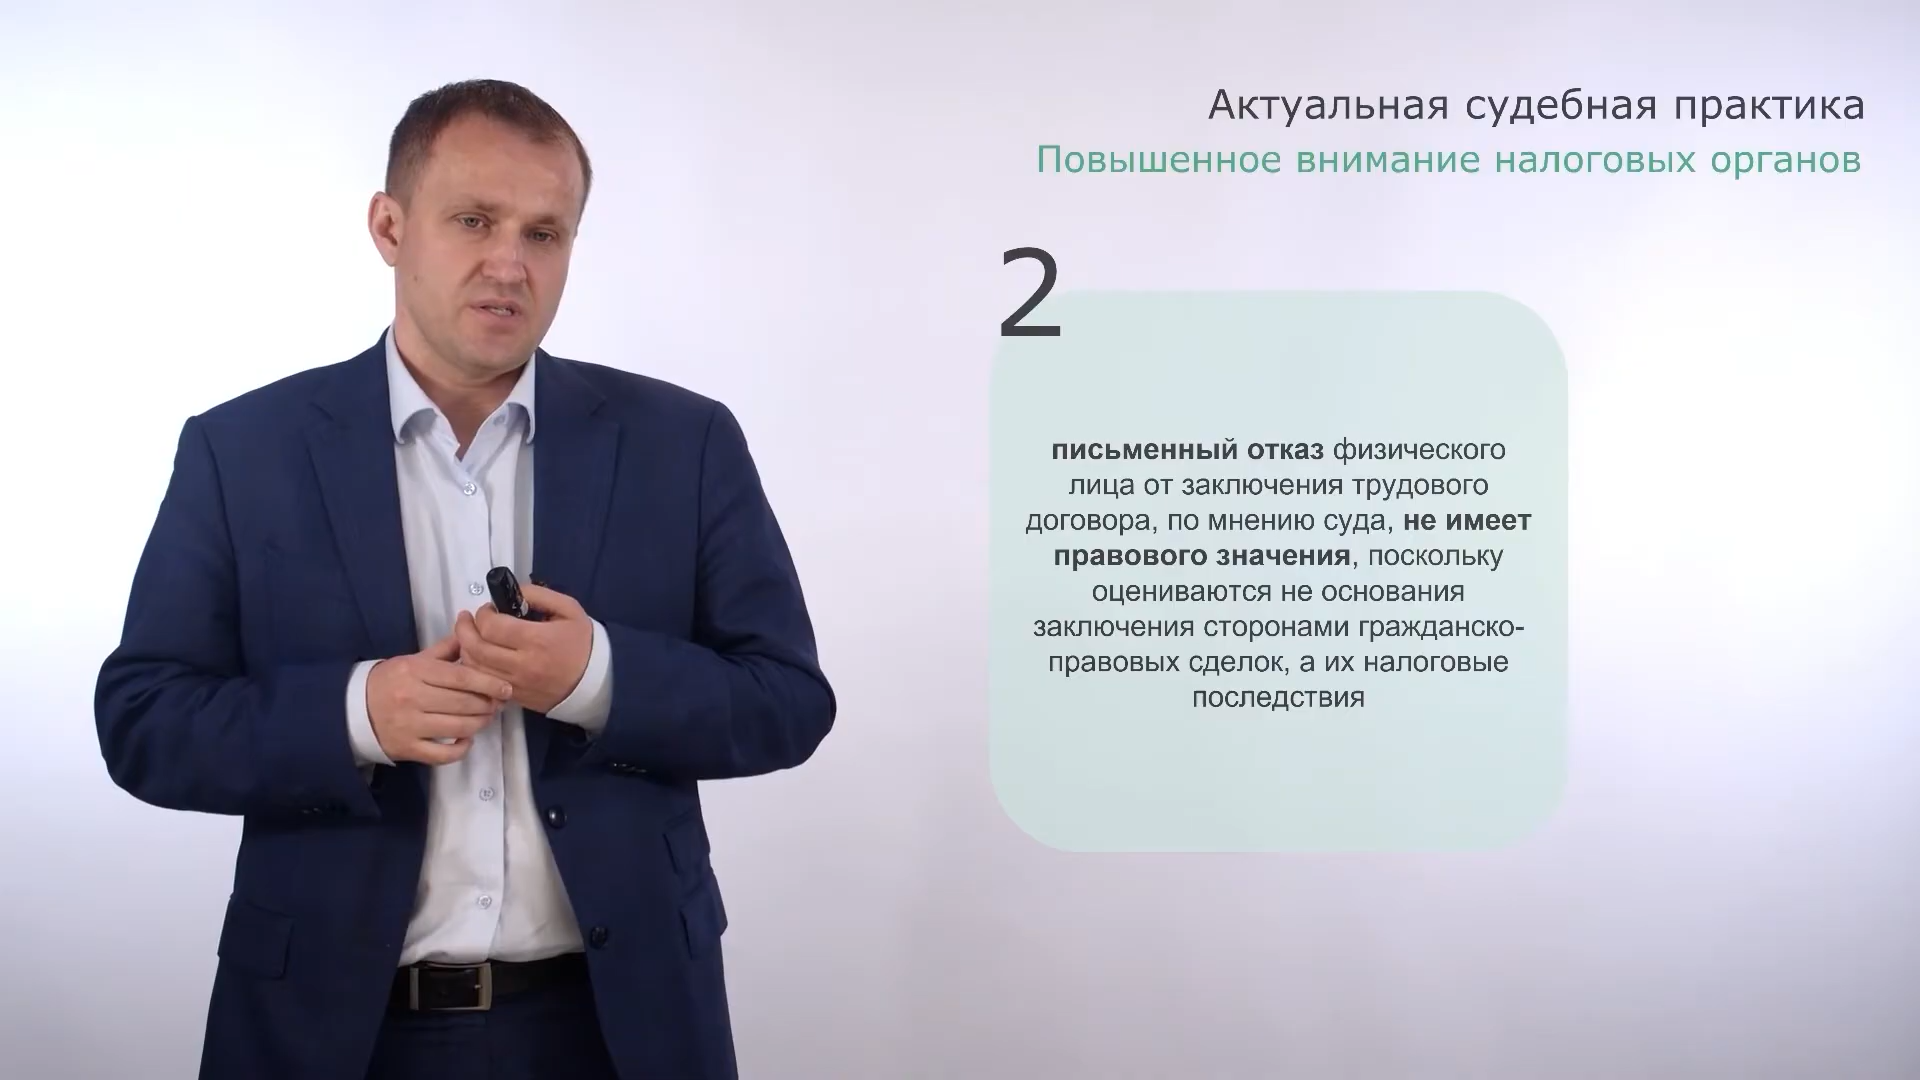 Актуальная судебная практика
Повышенное внимание налоговых органов
2
письменный отказ физического
лица от заключения трудового
договора, по мнению суда, не имеет
правового значения, поскольку
оцениваются не основания
заключения сторонами гражданско-
правовых сделок, а их налоговые
последствия